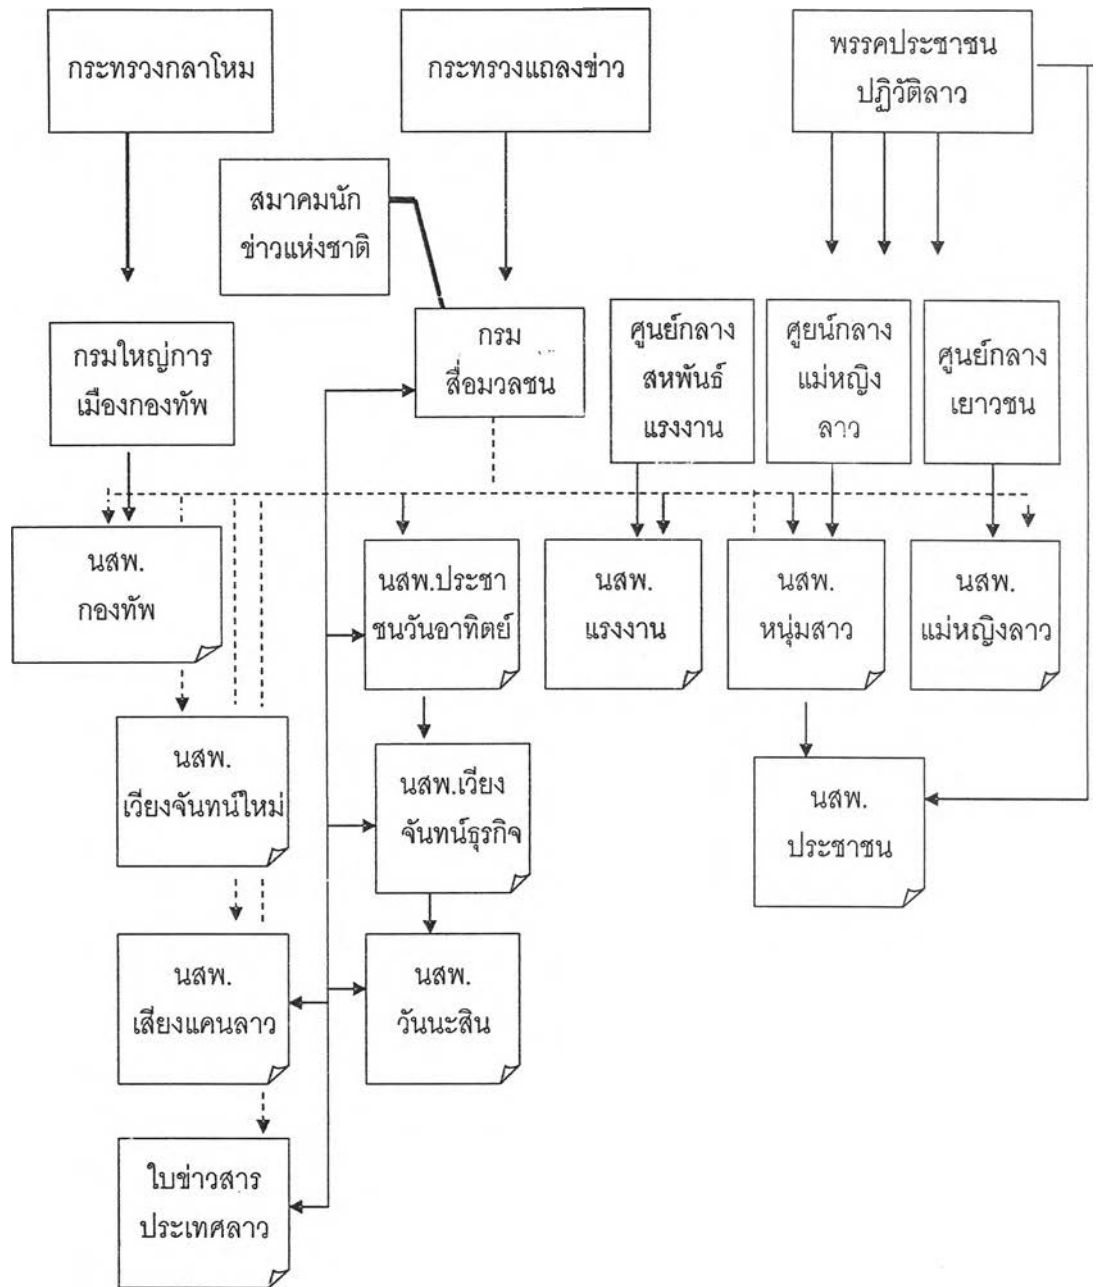 กระทรวงกลาโหม
กระทรวงแถลงข่าว
พรรคประชาชน
ปฏิวัติลาว
สมาคมนัก
ข่าวแห่งชาติ
กรมใหญ่การ
เมืองกองทัพ
กรม
สื่อมวลชน
ศูนย์กลาง
สหพันธ์
แรงงาน
ศูยน์กลาง
แม่หญิง
ลาว
ศูนย์กลาง
เยาวชน
นสพ.
กองทัพ
นสพ.ประชา
ชนวันอาทิตย์
นสพ.
แรงงาน
นสพ.
หนุ่มสาว
นสพ.
แม่หญิงลาว
นสพ.
เวียงจันทน์ใหม่
นสพ.เวียง
จันทน์ธุรกิจ
นสพ.
ประชาชน
นสพ.
เสียงแคนลาว
นสพ.
วันนะสิน
ใบข่าวสาร
ประเทศลาว